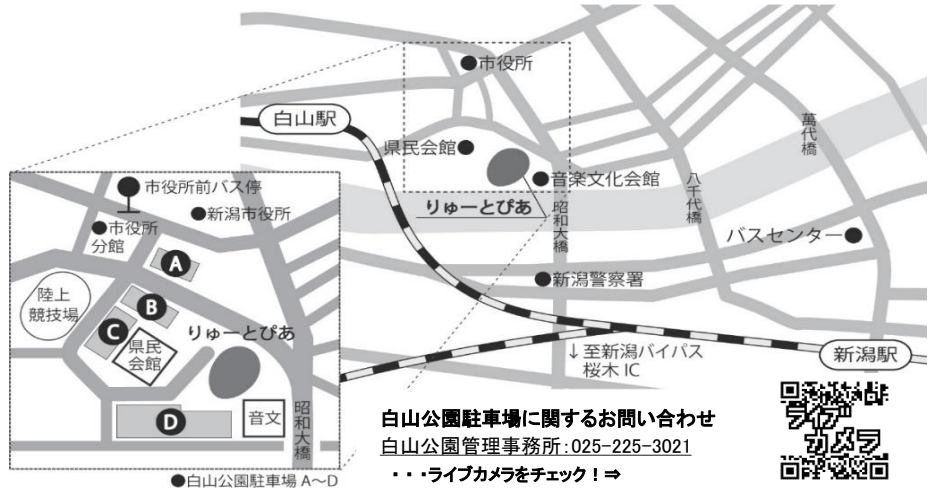 市役所
白山駅
県民会館
音楽文化会館
りゅーとぴあ
昭和大橋
八千代橋
萬代橋
バスセンター
新潟警察署
↓至新潟バイパス
桜木 IC
新潟駅
市役所前バス停
新潟市役所
市役所
分館
A
B
C
陸上
競技場
県民
会館
りゅーとぴあ
D
音文
昭和大橋
●白山公園駐車場 A～D
白山公園駐車場に関するお問い合わせ
白山公園管理事務所:025-225-3021
・・・ライブカメラをチェック！⇒
ライブ
カメラ